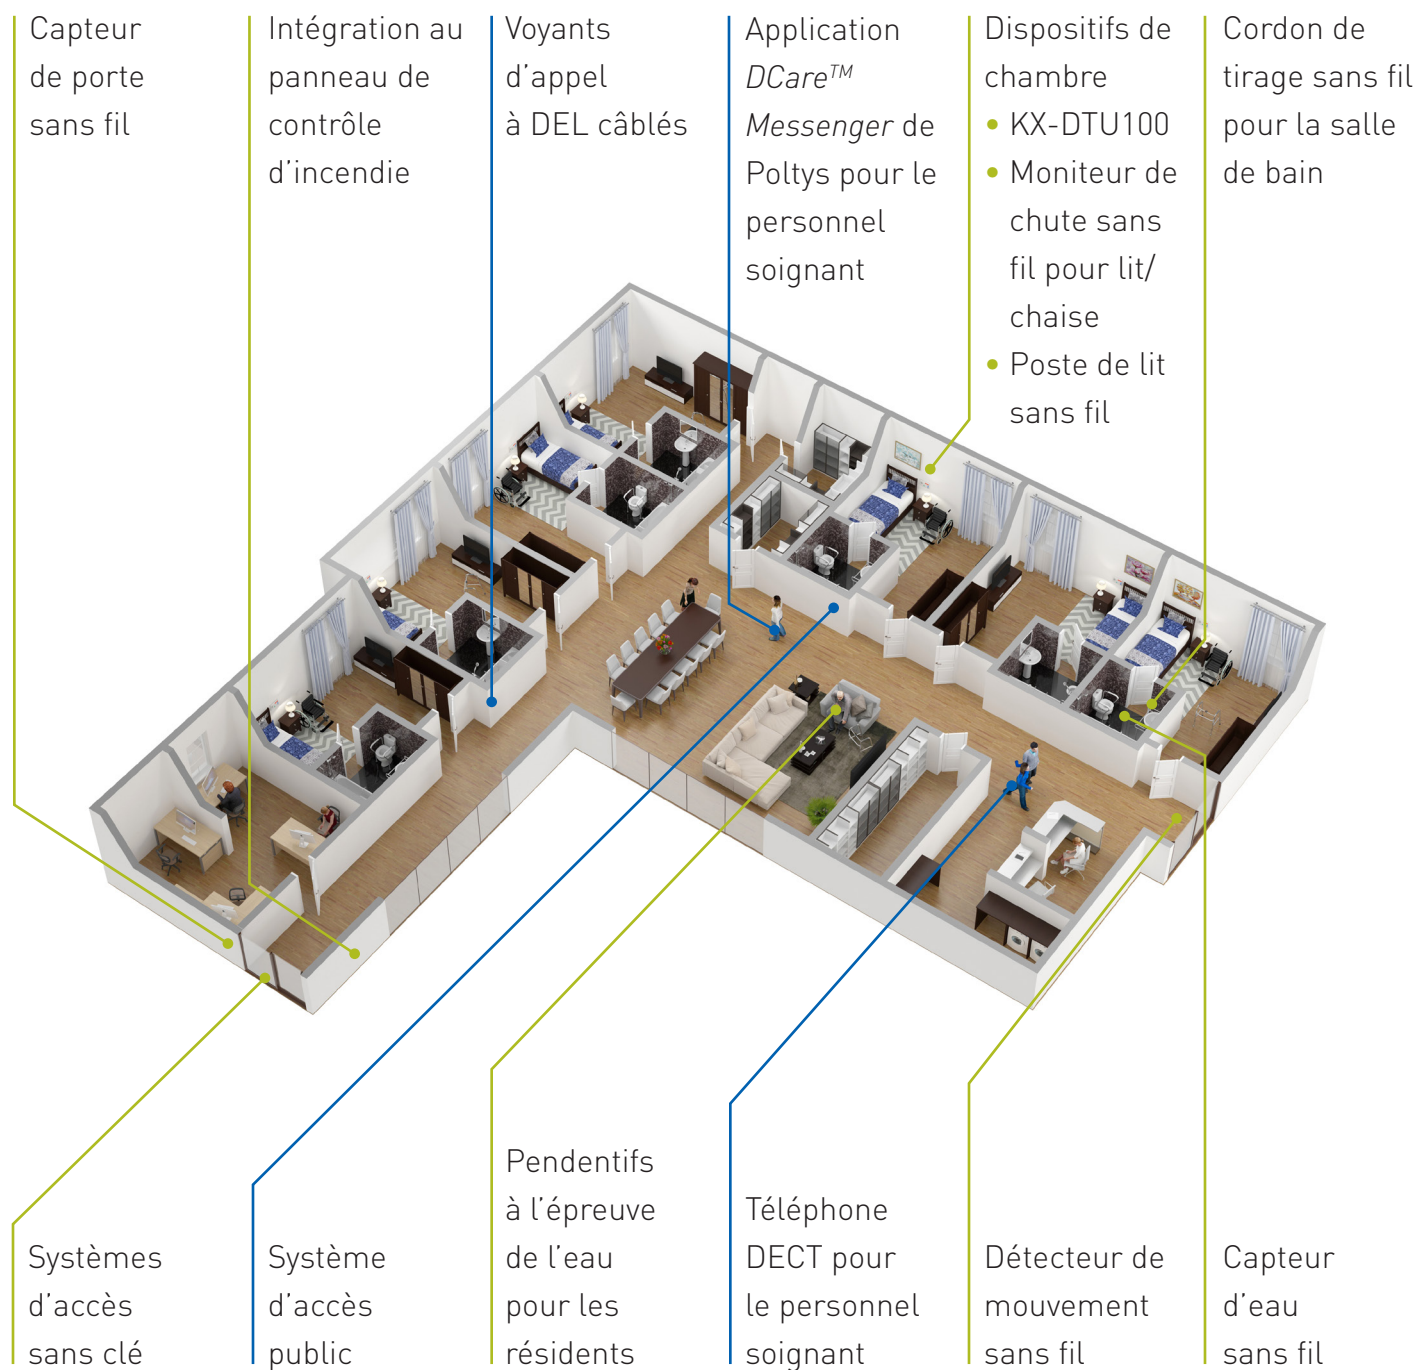 Capteur
de porte
sans fil
Intégration au
panneau de
contrôle
d’incendie
Voyants
d’appel
à DEL câblés
Application
DCare™
Messenger de
Poltys pour le
personnel
soignant
Dispositifs de
chambre
• KX-DTU100
• Moniteur de
chute sans
fil pour lit/
chaise
• Poste de lit
sans fil
Cordon de
tirage sans fil
pour la salle
de bain
Systèmes
d’accès
sans clé
Système
d’accès
public
Pendentifs
à l’épreuve
de l’eau
pour les
résidents
Téléphone
DECT pour
le personnel
soignant
Détecteur de
mouvement
sans fil
Capteur
d’eau
sans fil